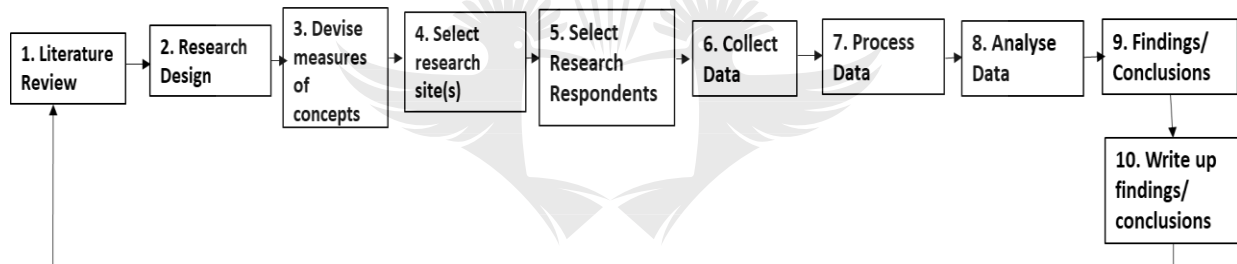 1. Literature
Review
2. Research
Design
3. Devise
measures
of
concepts
4. Select
research
site(s)
5. Select
Research
Respondents
6. Collect
Data
7. Process
Data
8. Analyse
Data
9. Findings/
Conclusions
10. Write up
findings/
conclusions